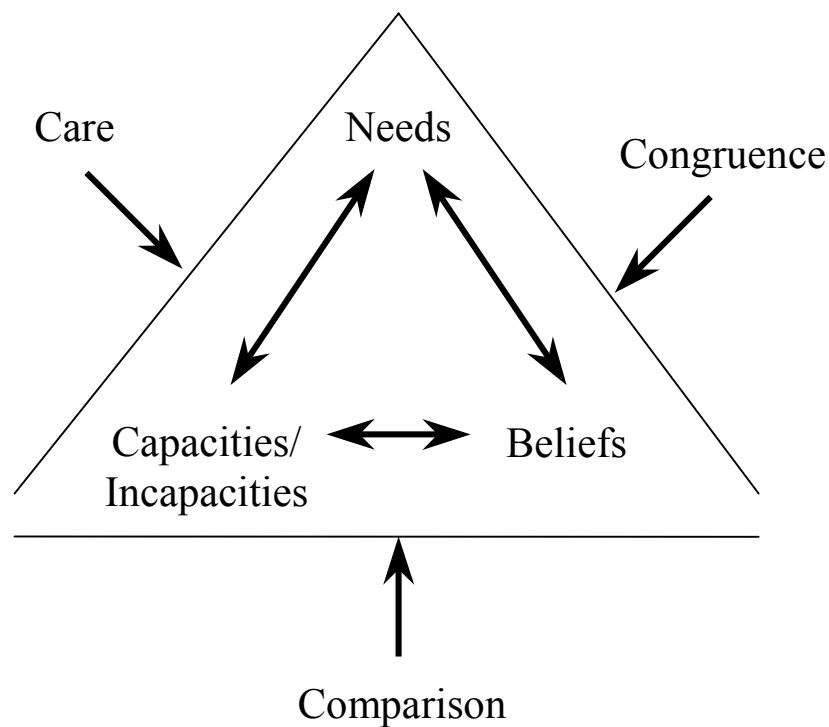 Care
Needs
Congruence
Capacities/
Incapacities
Beliefs
Comparison